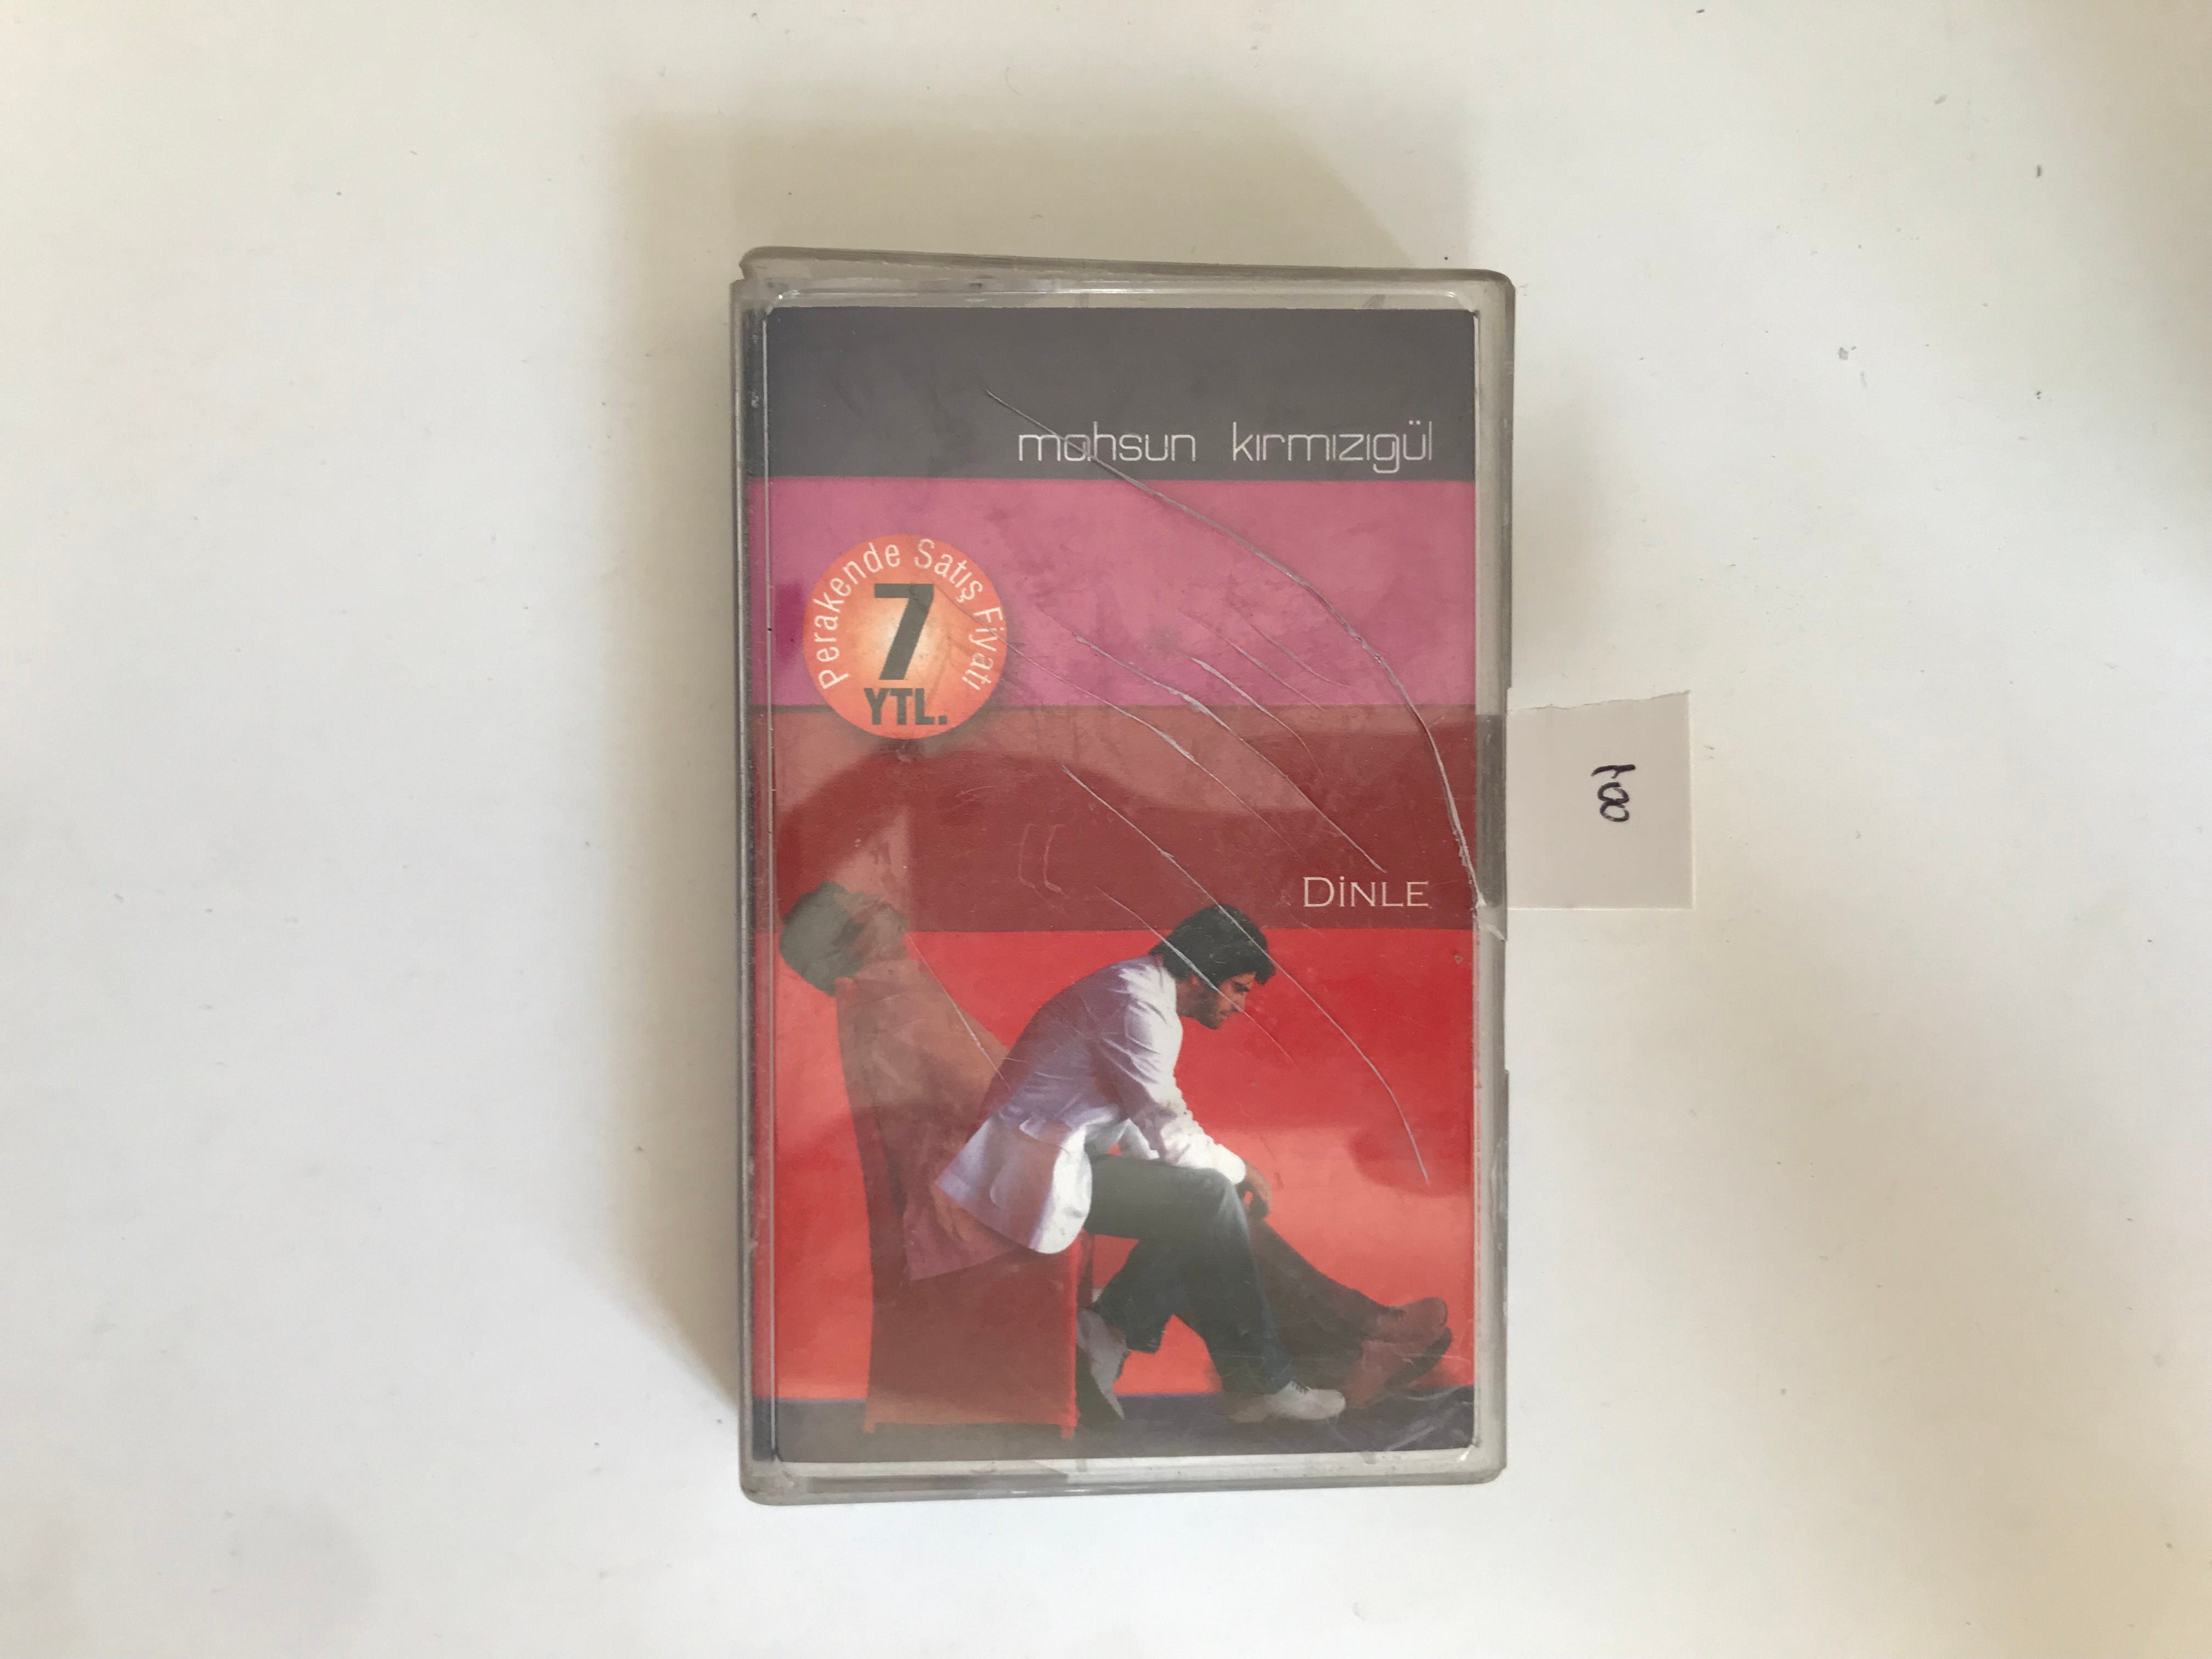 mahsun kırmızıgül
Perakende Satış Fiyatı
7
YTL.
DİNLE
100